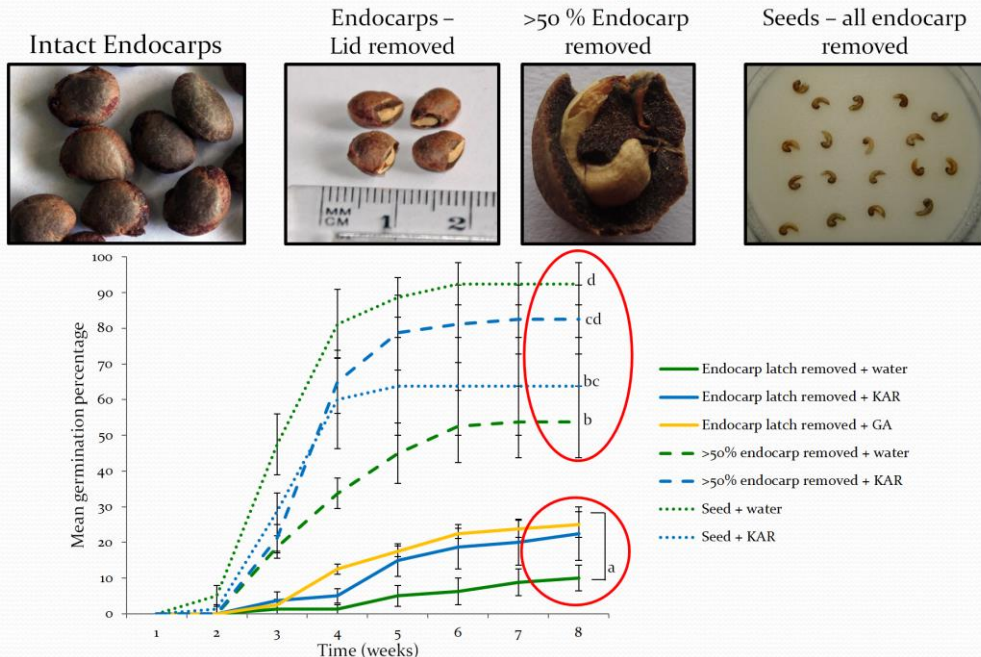 Intact Endocarps
Endocarps –
Lid removed
>50 % Endocarp
removed
Seeds – all endocarp
removed
MM
CM
1
2
Mean germination percentage
100
90
80
70
60
50
40
30
20
10
0
1 2 3 4 5 6 7 8
Time (weeks)
d
cd
bc
b
a
Endocarp latch removed + water
Endocarp latch removed + KAR
Endocarp latch removed + GA
>50% endocarp removed + water
>50% endocarp removed + KAR
Seed + water
Seed + KAR